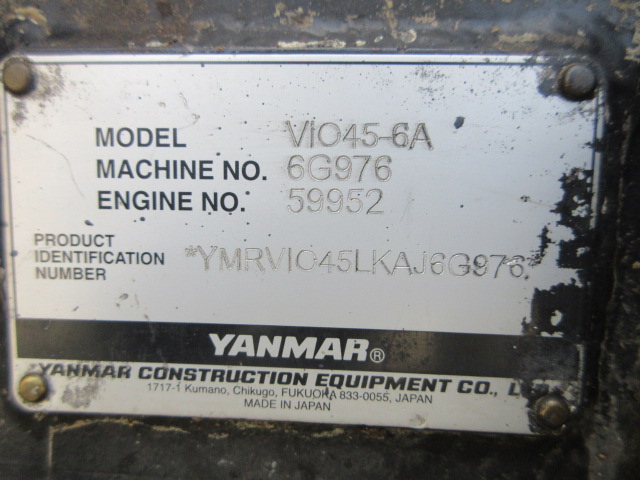 MODEL VIO45-6A
MACHINE NO. 6G976
ENGINE NO. 59952
PRODUCT
IDENTIFICATION
NUMBER
*YMRVIO45LKAJ6G976*
YANMAR®
YANMAR CONSTRUCTION EQUIPMENT CO.,
1717-1 Kumano, Chikugo, FUKUOKA 833-0055, JAPAN
MADE IN JAPAN